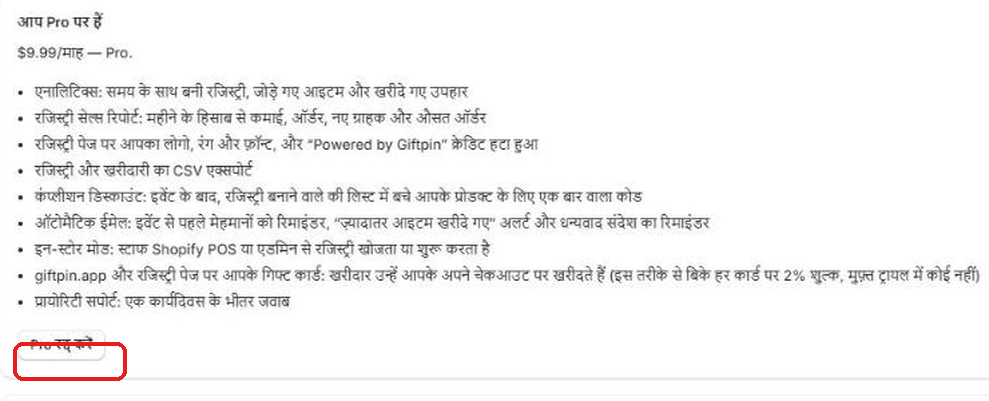 आप Pro पर हैं
$9.99/माह — Pro.
• एनालिटिक्स: समय के साथ बनी रजिस्ट्री, जोड़े गए आइटम और खरीदे गए उपहार
• रजिस्ट्री सेल्स रिपोर्ट: महीने के हिसाब से कमाई, ऑर्डर, नए ग्राहक और औसत ऑर्डर
• रजिस्ट्री पेज पर आपका लोगो, रंग और फ़ॉन्ट, और “Powered by Giftpin” क्रेडिट हटा हुआ
• रजिस्ट्री और खरीदारी का CSV एक्सपोर्ट
• कंप्लीशन डिस्काउंट: इवेंट के बाद, रजिस्ट्री बनाने वाले की लिस्ट में बचे आपके प्रोडक्ट के लिए एक बार वाला कोड
• ऑटोमैटिक ईमेल: इवेंट से पहले मेहमानों को रिमाइंडर, “ज़्यादातर आइटम खरीदे गए” अलर्ट और धन्यवाद संदेश का रिमाइंडर
• इन-स्टोर मोड: स्टाफ Shopify POS या एडमिन से रजिस्ट्री खोजता या शुरू करता है
• giftpin.app और रजिस्ट्री पेज पर आपके गिफ्ट कार्ड: खरीदार उन्हें आपके अपने चेकआउट पर खरीदते हैं (इस तरीके से बिके हर कार्ड पर 2% शुल्क, मुफ़्त ट्रायल में कोई नहीं)
• प्रायोरिटी सपोर्ट: एक कार्यदिवस के भीतर जवाब
Pro रद्द करें